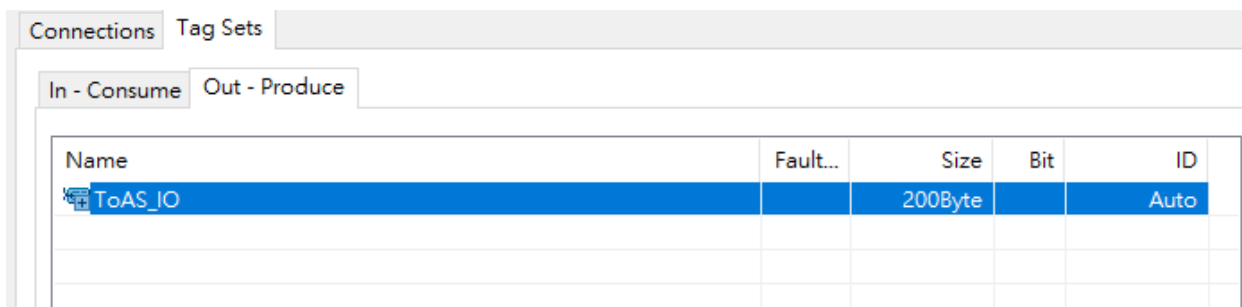 Connections Tag Sets
In - Consume Out - Produce
Name Fault... Size Bit ID
ToAS_IO 200Byte Auto